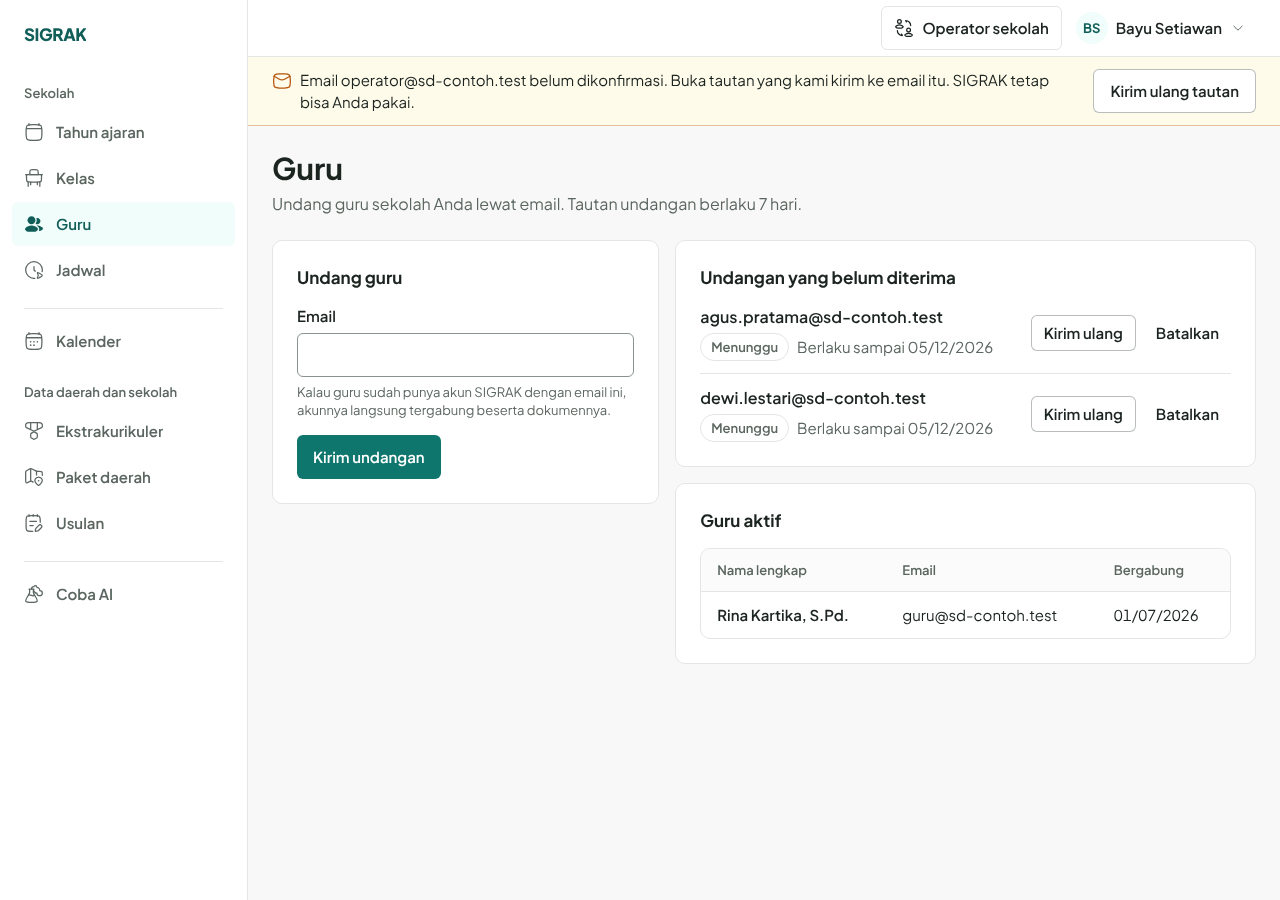 SIGRAK
Sekolah
Tahun ajaran
Kelas
Guru
Jadwal
Kalender
Data daerah dan sekolah
Ekstrakurikuler
Paket daerah
Usulan
Coba AI
Operator sekolah
BS
Bayu Setiawan
Email operator@sd-contoh.test belum dikonfirmasi. Buka tautan yang kami kirim ke email itu. SIGRAK tetap
bisa Anda pakai.
Kirim ulang tautan
Guru
Undang guru sekolah Anda lewat email. Tautan undangan berlaku 7 hari.
Undang guru
Email
Kalau guru sudah punya akun SIGRAK dengan email ini,
akunnya langsung tergabung beserta dokumennya.
Kirim undangan
Undangan yang belum diterima
agus.pratama@sd-contoh.test
Menunggu Berlaku sampai 05/12/2026
Kirim ulang Batalkan
dewi.lestari@sd-contoh.test
Menunggu Berlaku sampai 05/12/2026
Kirim ulang Batalkan
Guru aktif
Nama lengkap Email Bergabung
Rina Kartika, S.Pd. guru@sd-contoh.test 01/07/2026